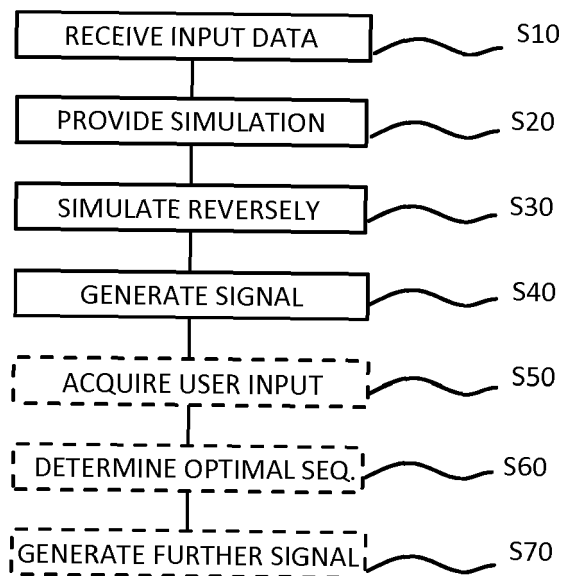 RECEIVE INPUT DATA S10
PROVIDE SIMULATION S20
SIMULATE REVERSELY S30
GENERATE SIGNAL S40
ACQUIRE USER INPUT S50
DETERMINE OPTIMAL SEQ. S60
GENERATE FURTHER SIGNAL S70